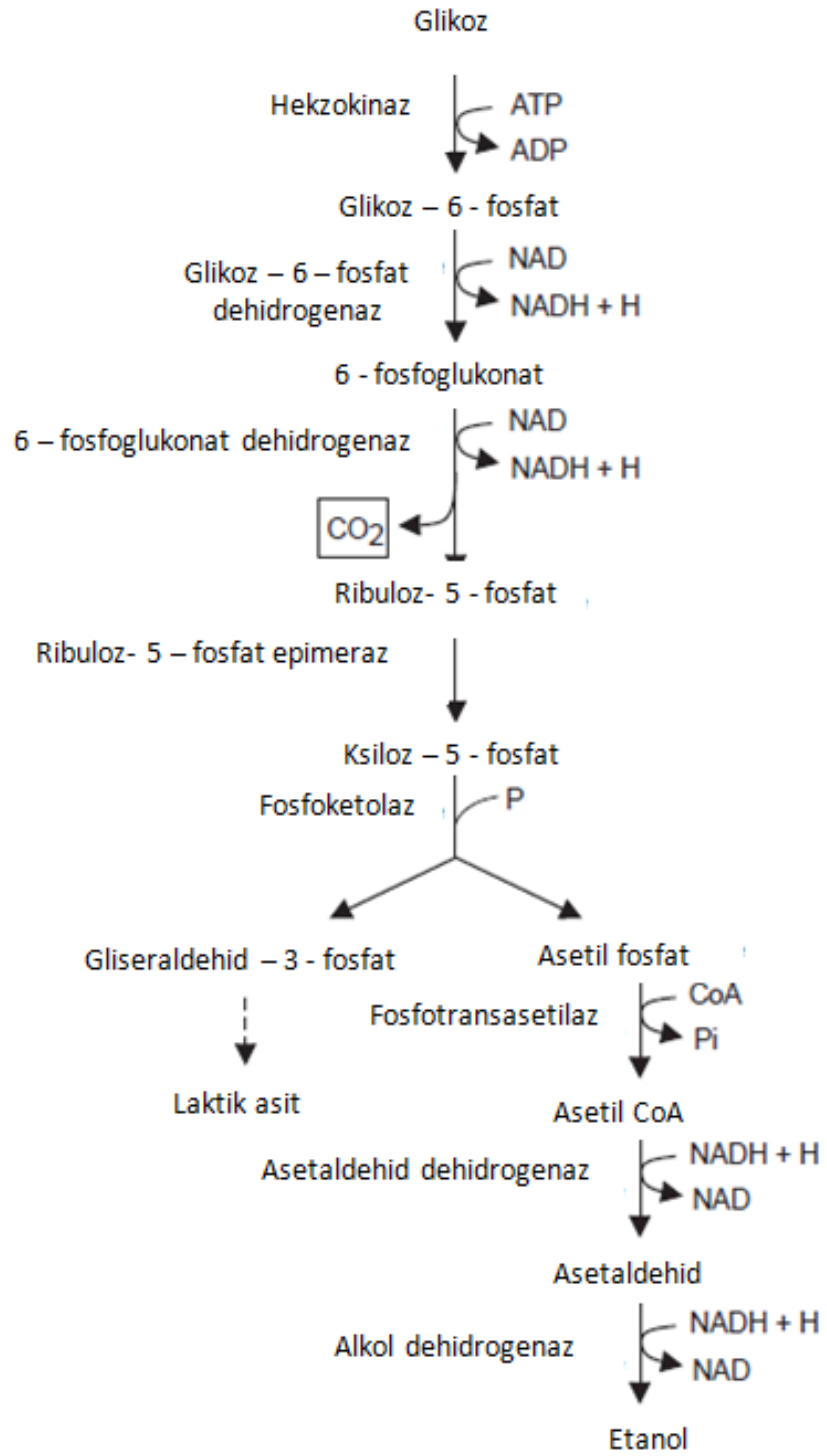 Glikoz
Hekzokinaz
ATP
ADP
Glikoz – 6 - fosfat
Glikoz – 6 – fosfat
dehidrogenaz
NAD
NADH + H
6 - fosfoglukonat
6 – fosfoglukonat dehidrogenaz
NAD
NADH + H
CO2
Ribuloz- 5 - fosfat
Ribuloz- 5 – fosfat epimeraz
Ksiloz – 5 - fosfat
Fosfoketolaz
P
Gliseraldehid – 3 - fosfat
Asetil fosfat
Fosfotransasetilaz
CoA
Pi
Laktik asit
Asetil CoA
Asetaldehid dehidrogenaz
NADH + H
NAD
Asetaldehid
Alkol dehidrogenaz
NADH + H
NAD
Etanol